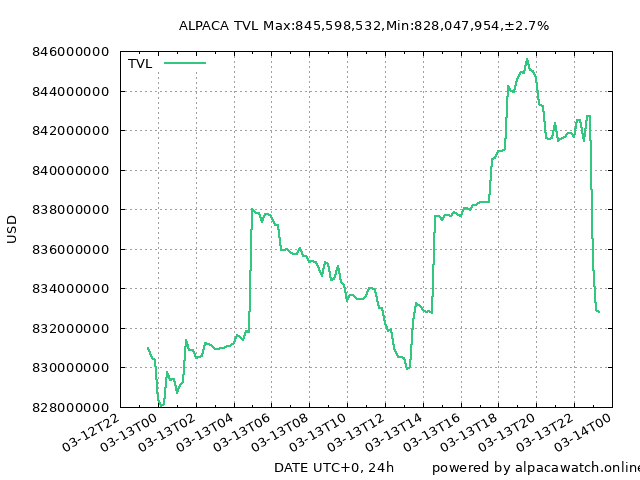 ALPACA TVL Max:845,598,532,Min:828,047,954,±2.7%
TVL
846000000
844000000
842000000
840000000
838000000
836000000
834000000
832000000
830000000
828000000
USD
03-12T22
03-13T00
03-13T02
03-13T04
03-13T06
03-13T08
03-13T10
03-13T12
03-13T14
03-13T16
03-13T18
03-13T20
03-13T22
03-14T00
DATE UTC+0, 24h
powered by alpacawatch.online